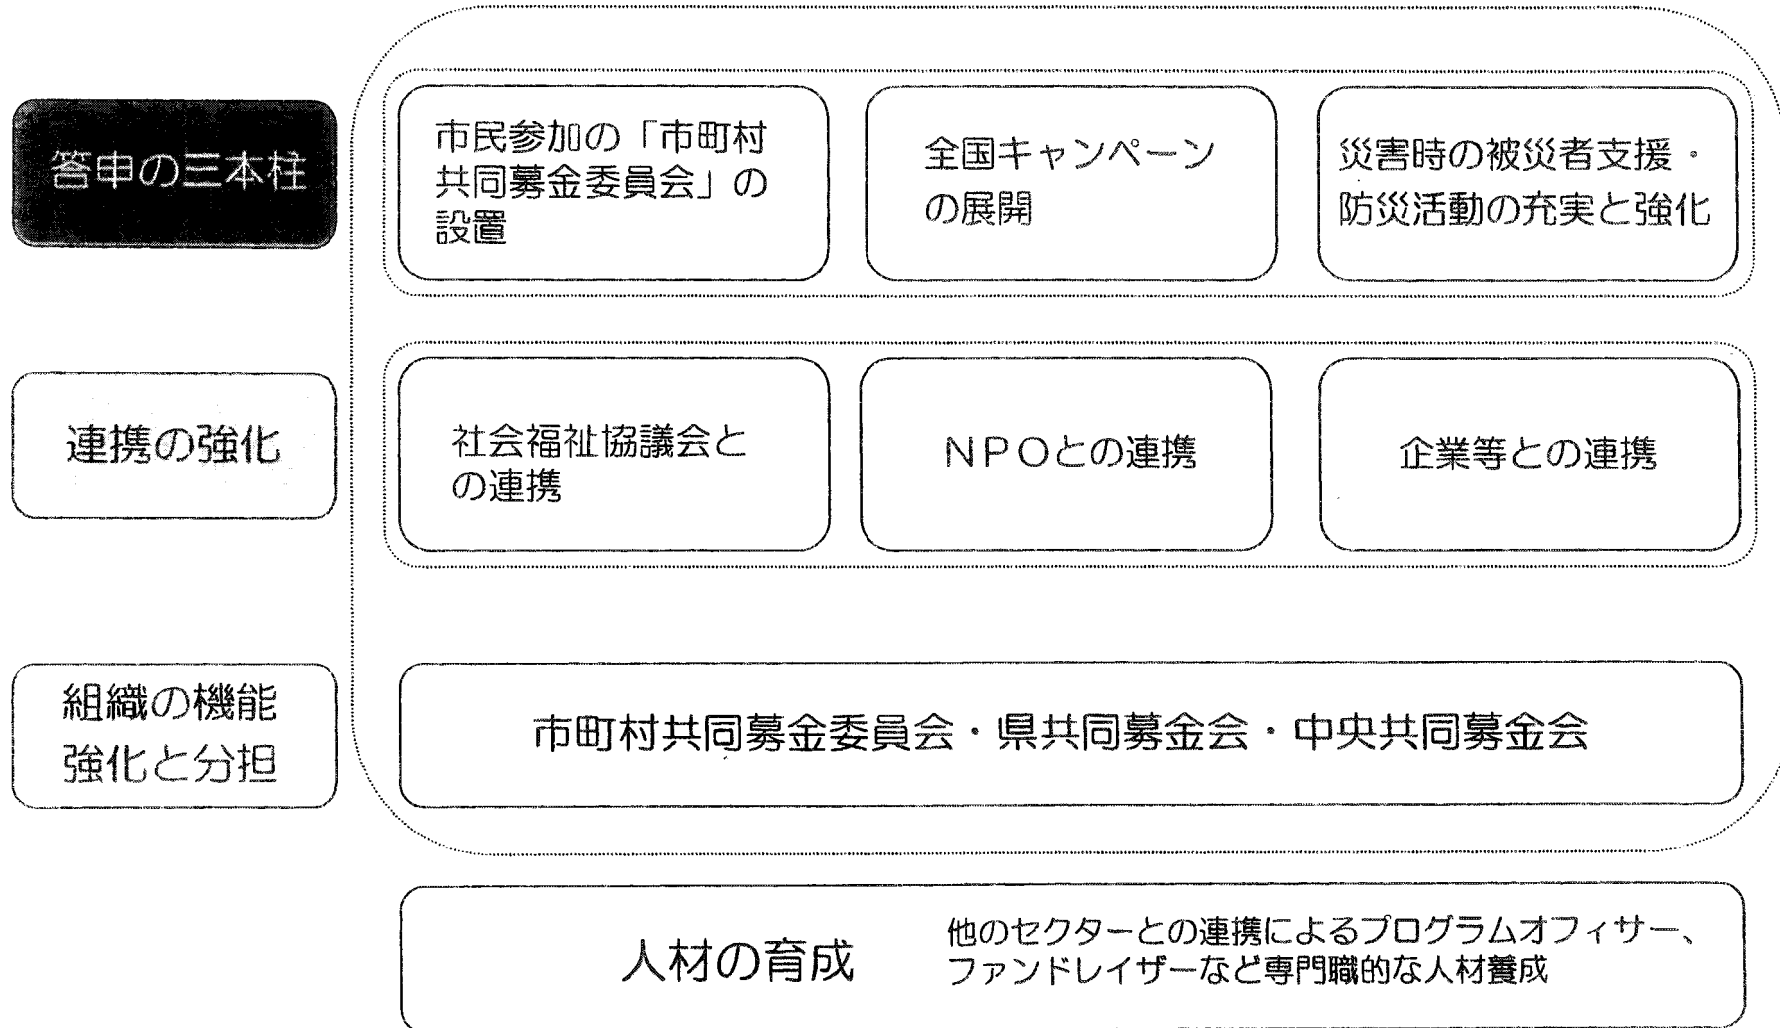 答申の三本柱
市民参加の「市町村
共同募金委員会」の
設置
全国キャンペーン
の展開
災害時の被災者支援・
防災活動の充実と強化
連携の強化
社会福祉協議会と
の連携
NPOとの連携
企業等との連携
組織の機能
強化と分担
市町村共同募金委員会・県共同募金会・中央共同募金会
人材の育成
他のセクターとの連携によるプログラムオフィサー、
ファンドレイザーなど専門職的な人材養成